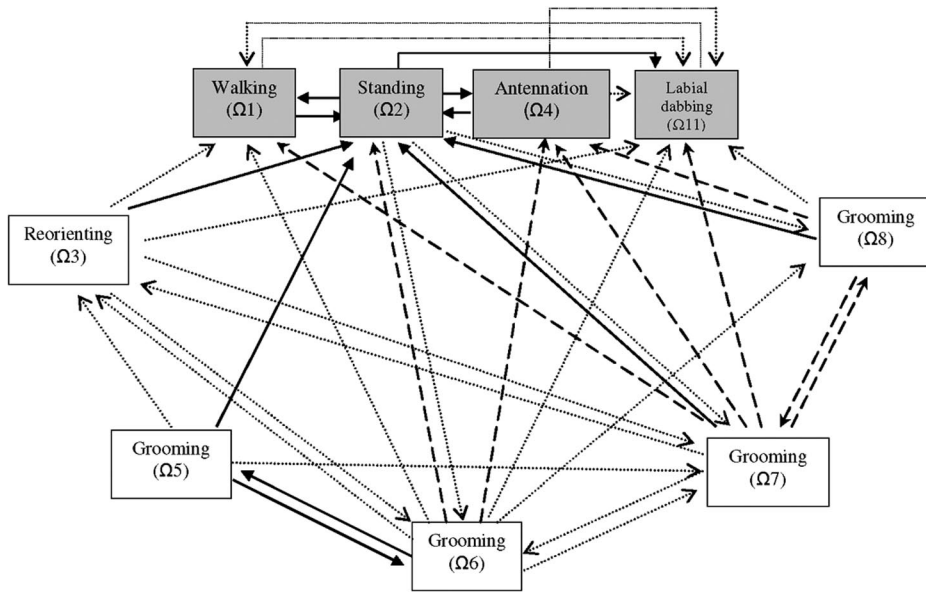 Walking
(Ω1)
Standing
(Ω2)
Antennation
(Ω4)
Labial
dabbing
(Ω11)
Reorienting
(Ω3)
Grooming
(Ω8)
Grooming
(Ω5)
Grooming
(Ω7)
Grooming
(Ω6)